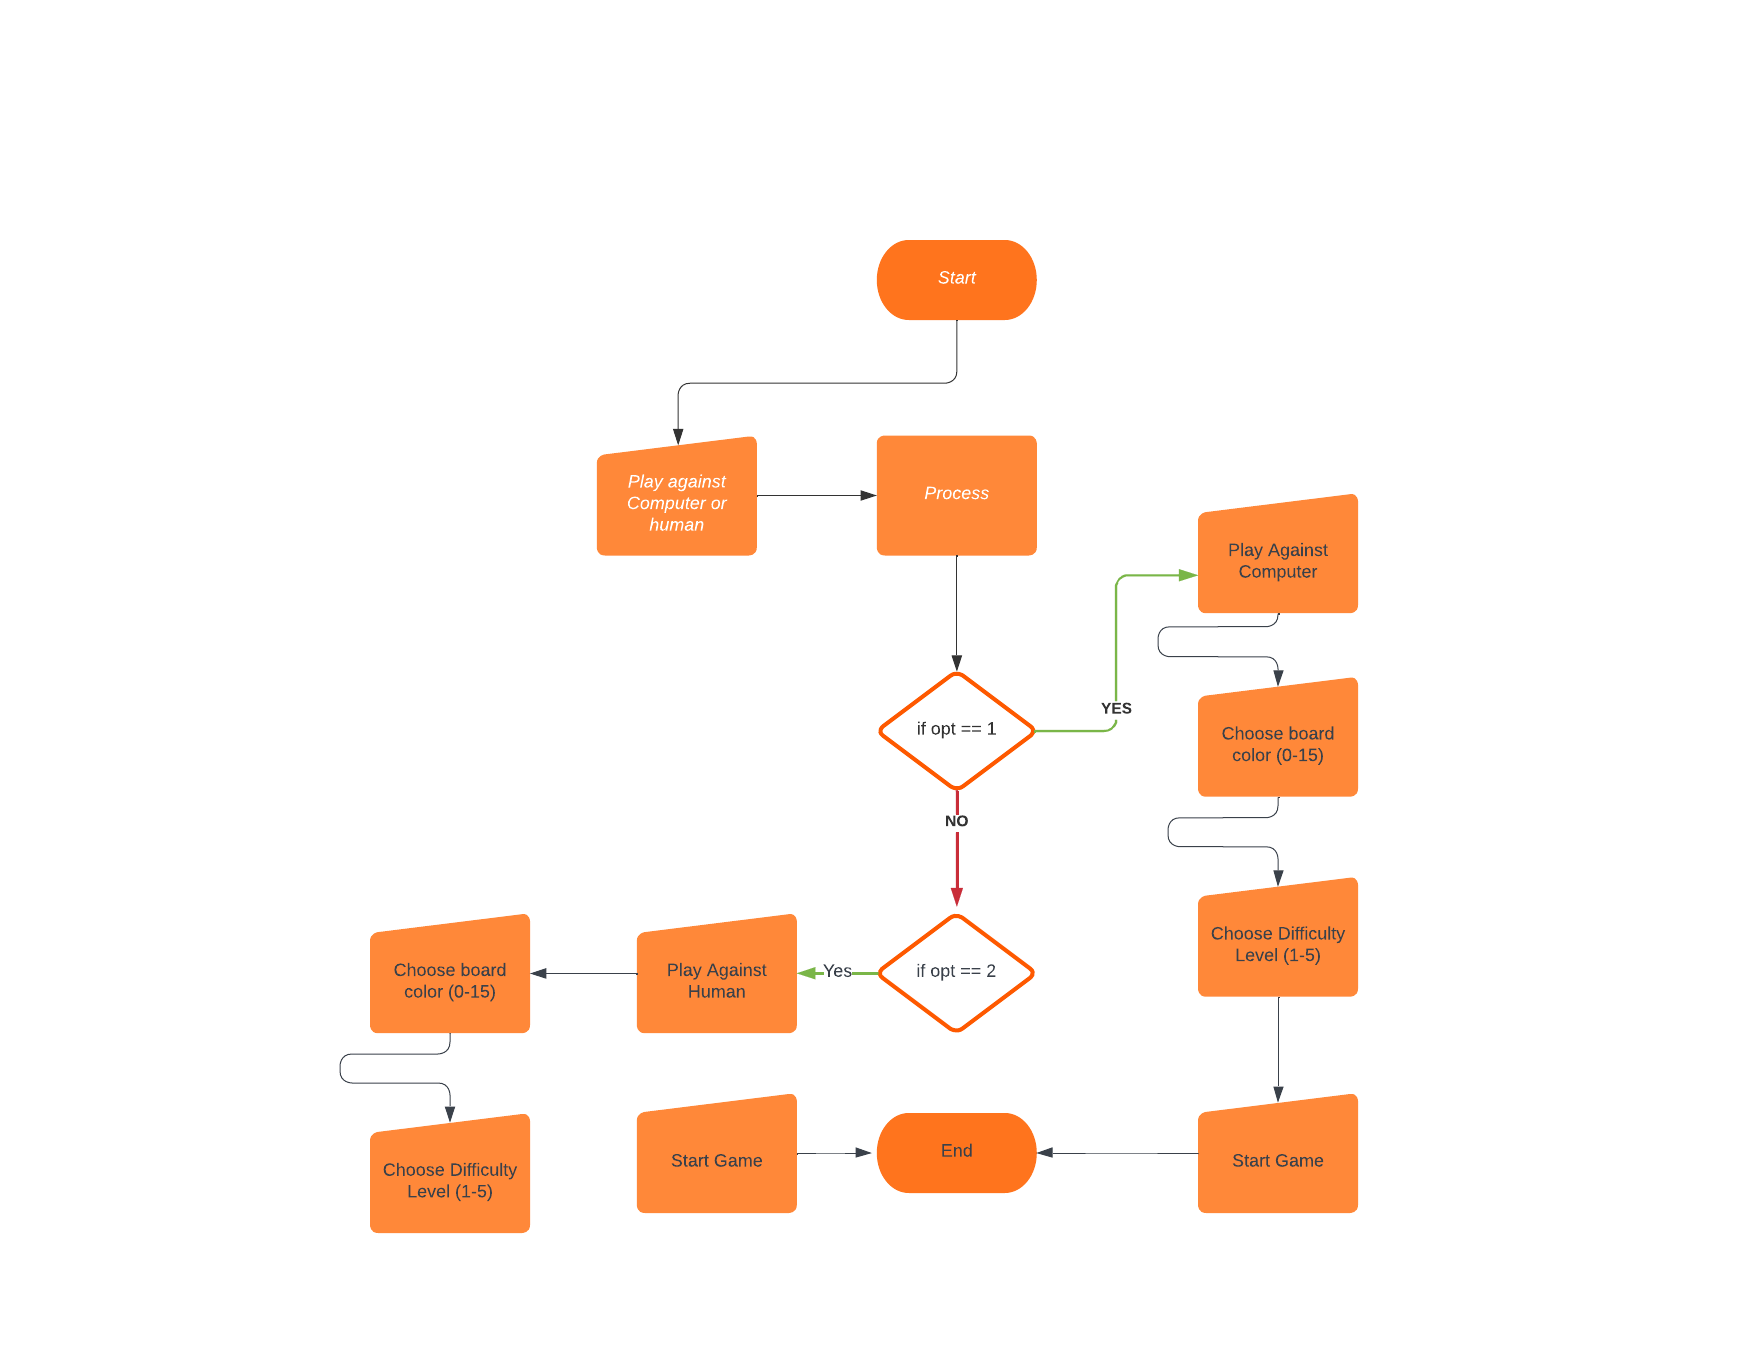 Start
Play against
Computer or
human
Process
Play Against
Computer
if opt == 1
YES
Choose board
color (0-15)
NO
Choose Difficulty
Level (1-5)
Choose board
color (0-15)
Play Against
Human
Yes
if opt == 2
Choose Difficulty
Level (1-5)
Start Game
End
Start Game